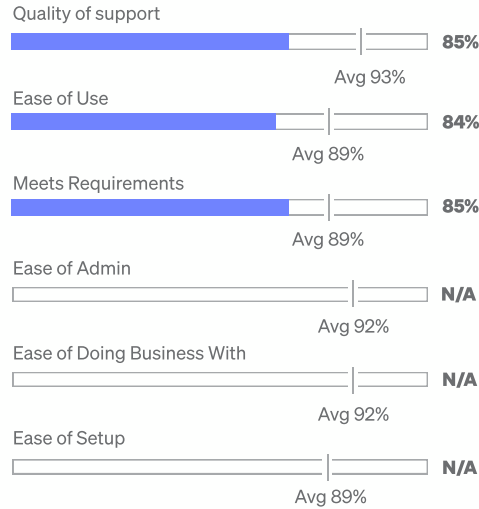 Quality of support
85%
Avg 93%
Ease of Use
84%
Avg 89%
Meets Requirements
85%
Avg 89%
Ease of Admin
N/A
Avg 92%
Ease of Doing Business With
N/A
Avg 92%
Ease of Setup
N/A
Avg 89%